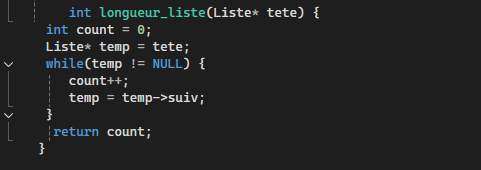 int longueur_liste(Liste* tete) {
int count = 0;
Liste* temp = tete;
while(temp != NULL) {
count++;
temp = temp->suiv;
}
return count;
}